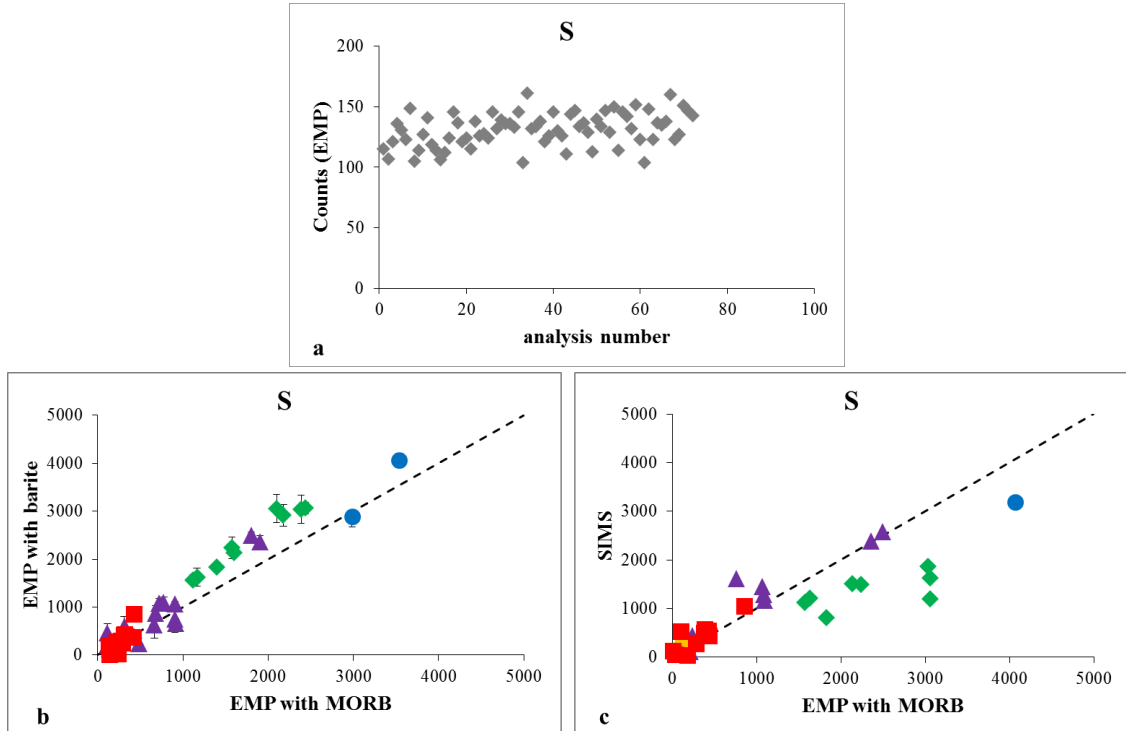 S
200
150
100
50
0
0 20 40 60 80 100
Counts (EMP)
analysis number
a
S
5000
4000
3000
2000
1000
0
0 1000 2000 3000 4000 5000
EMP with barite
EMP with MORB
b
S
5000
4000
3000
2000
1000
0
0 1000 2000 3000 4000 5000
SIMS
EMP with MORB
c